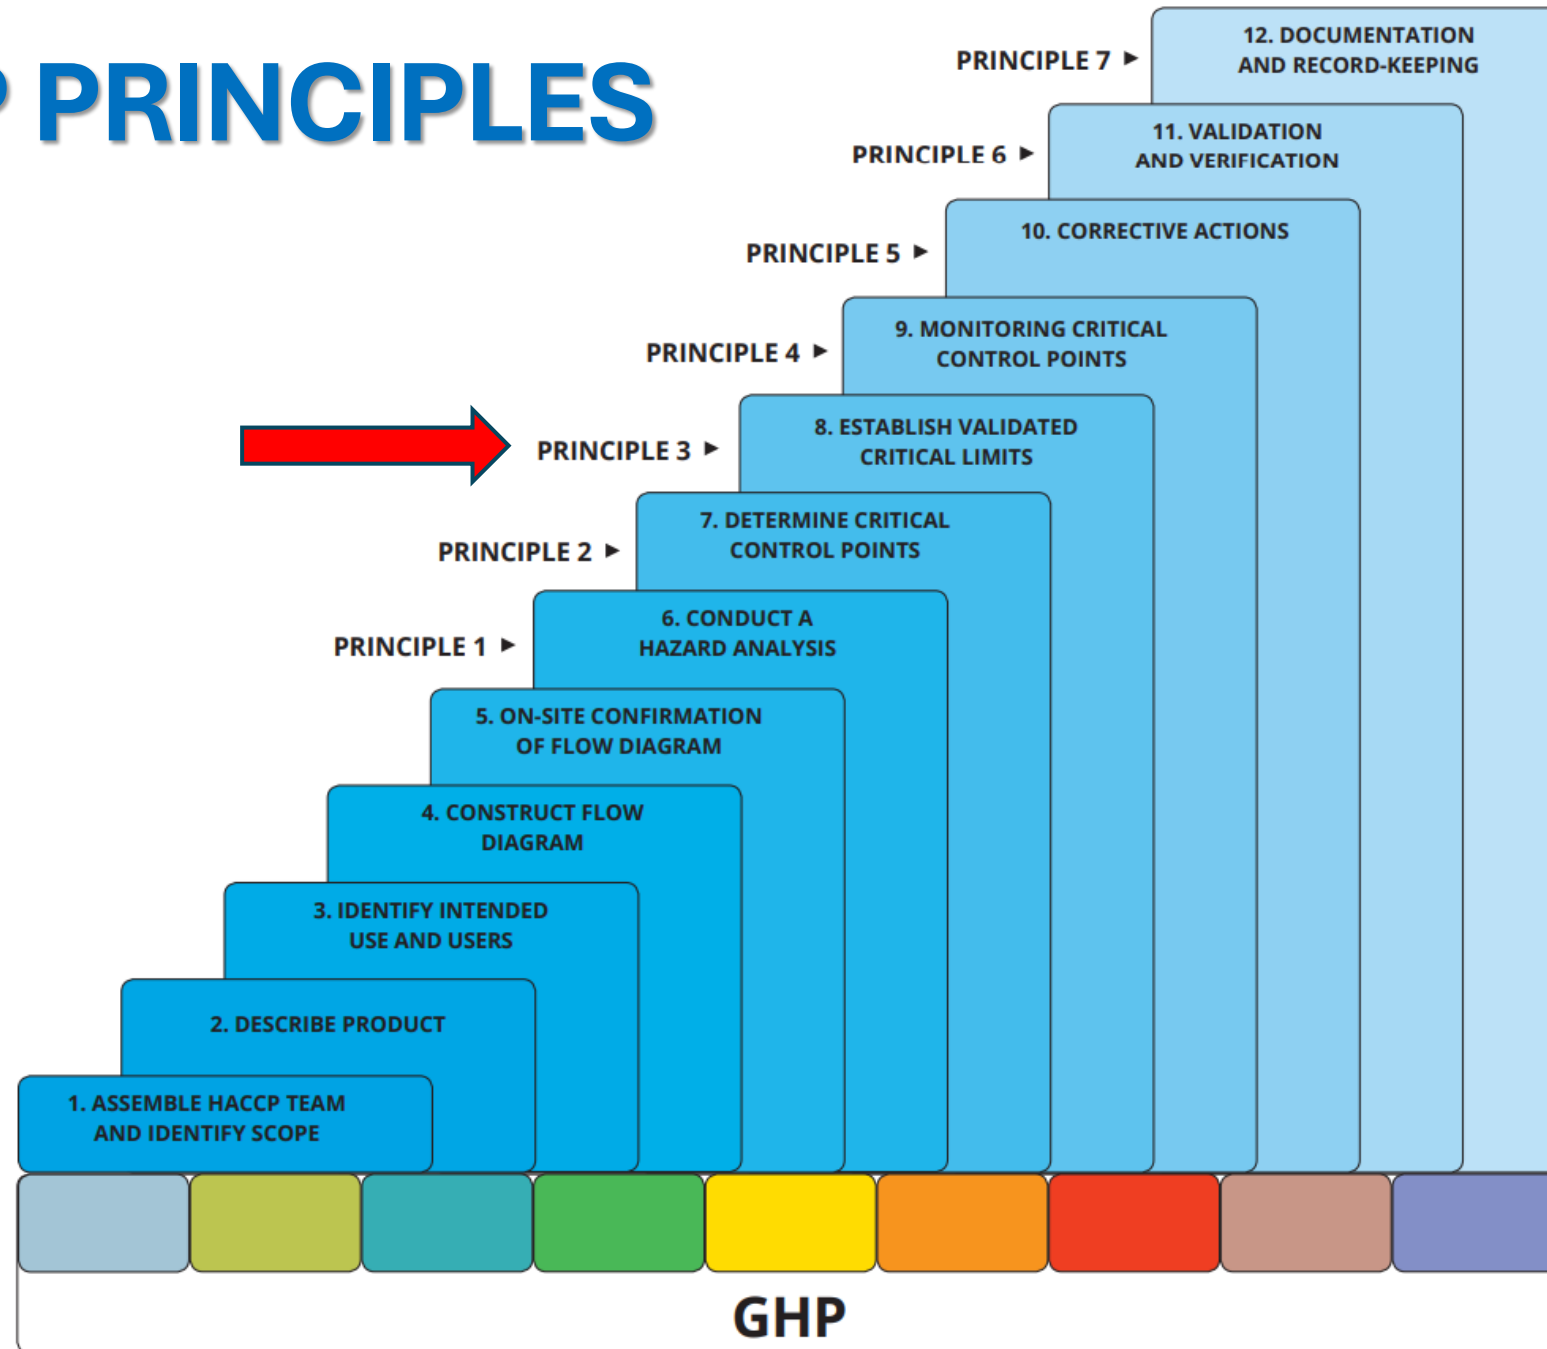 P PRINCIPLES
PRINCIPLE 7 ►
12. DOCUMENTATION
AND RECORD-KEEPING
PRINCIPLE 6 ►
11. VALIDATION
AND VERIFICATION
PRINCIPLE 5 ►
10. CORRECTIVE ACTIONS
PRINCIPLE 4 ►
9. MONITORING CRITICAL
CONTROL POINTS
PRINCIPLE 3 ►
8. ESTABLISH VALIDATED
CRITICAL LIMITS
PRINCIPLE 2 ►
7. DETERMINE CRITICAL
CONTROL POINTS
PRINCIPLE 1 ►
6. CONDUCT A
HAZARD ANALYSIS
5. ON-SITE CONFIRMATION
OF FLOW DIAGRAM
4. CONSTRUCT FLOW
DIAGRAM
3. IDENTIFY INTENDED
USE AND USERS
2. DESCRIBE PRODUCT
1. ASSEMBLE HACCP TEAM
AND IDENTIFY SCOPE
GHP